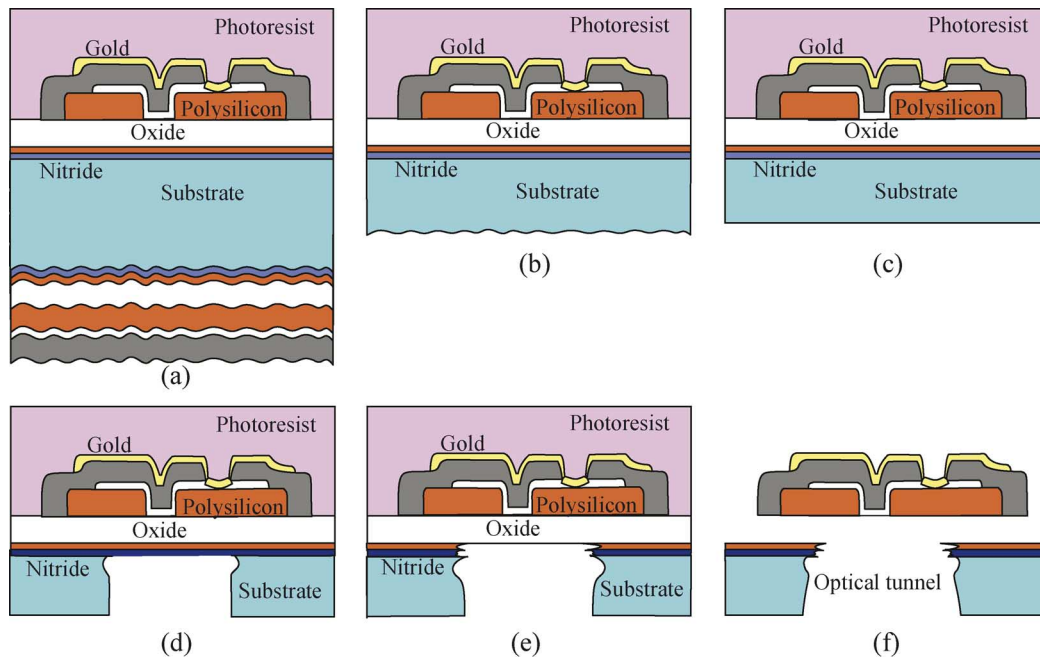 Photoresist
Gold
Polysilicon
Oxide
Nitride
Substrate
(a)
Photoresist
Gold
Polysilicon
Oxide
Nitride
Substrate
(b)
Photoresist
Gold
Polysilicon
Oxide
Nitride
Substrate
(c)
Photoresist
Gold
Polysilicon
Oxide
Nitride
Substrate
(d)
Photoresist
Gold
Polysilicon
Oxide
Nitride
Substrate
(e)
Optical tunnel
(f)